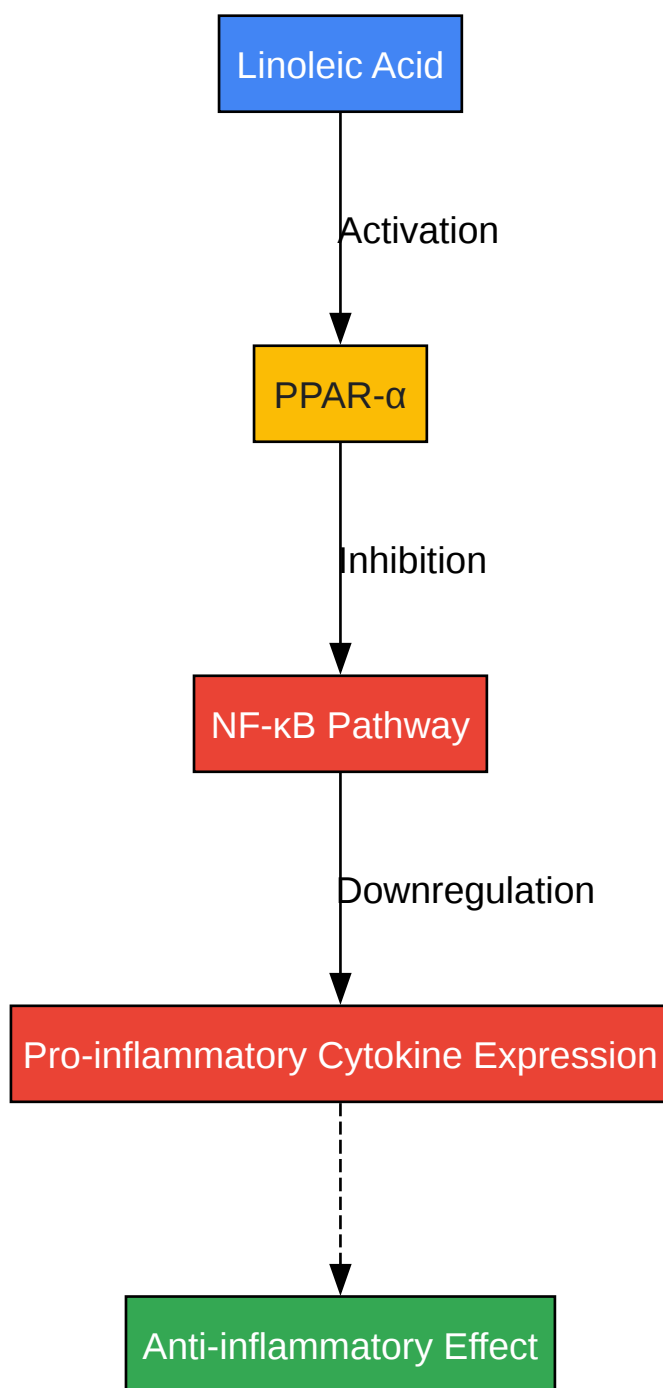 Linoleic Acid
Activation
PPAR-α
Inhibition
NF-κB Pathway
Downregulation
Pro-inflammatory Cytokine Expression
Anti-inflammatory Effect